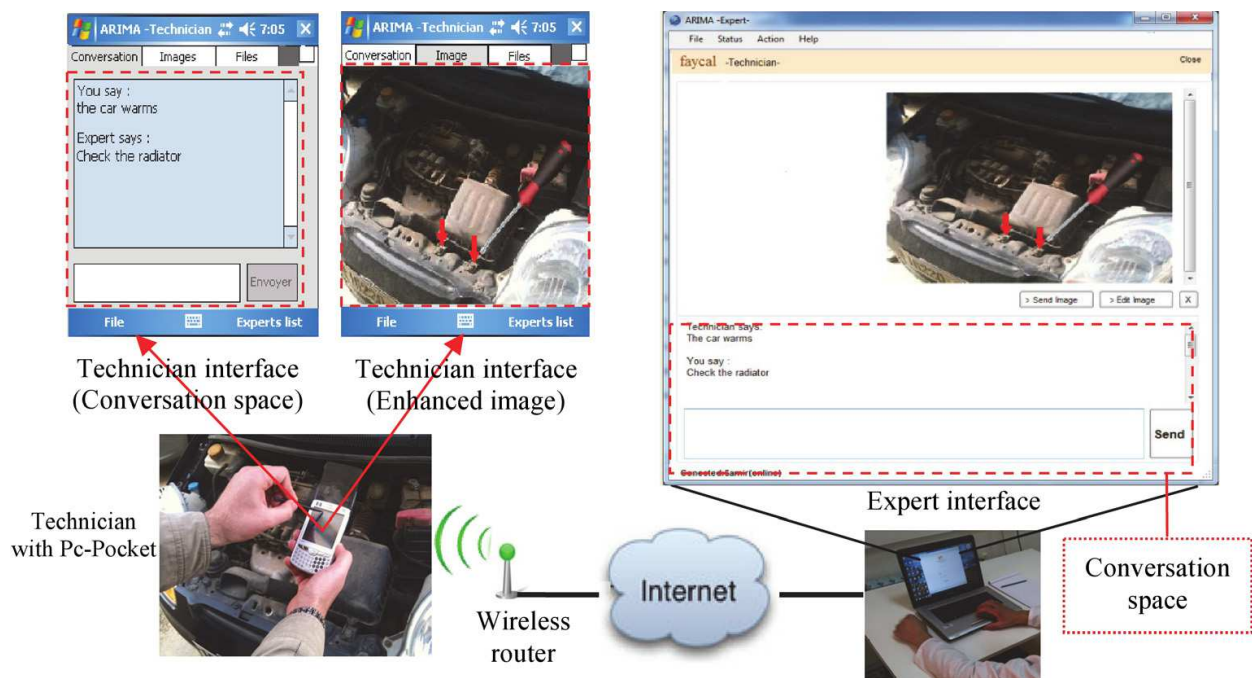 ARIMA -Technician 7:05 X
Conversation Images Files
You say :
the car warms
Expert says :
Check the radiator
Envoyer
File Experts list
Technician interface
(Conversation space)
ARIMA -Technician 7:05 X
Conversation Image Files
File Experts list
Technician interface
(Enhanced image)
ARIMA -Expert-
File Status Action Help
faycal -Technician- Close
> Send Image > Edit Image X
Technician says:
The car warms
You say :
Check the radiator
Send
Conected:Samir(online)
Expert interface
Technician
with Pc-Pocket
Wireless
router
Internet
Conversation
space